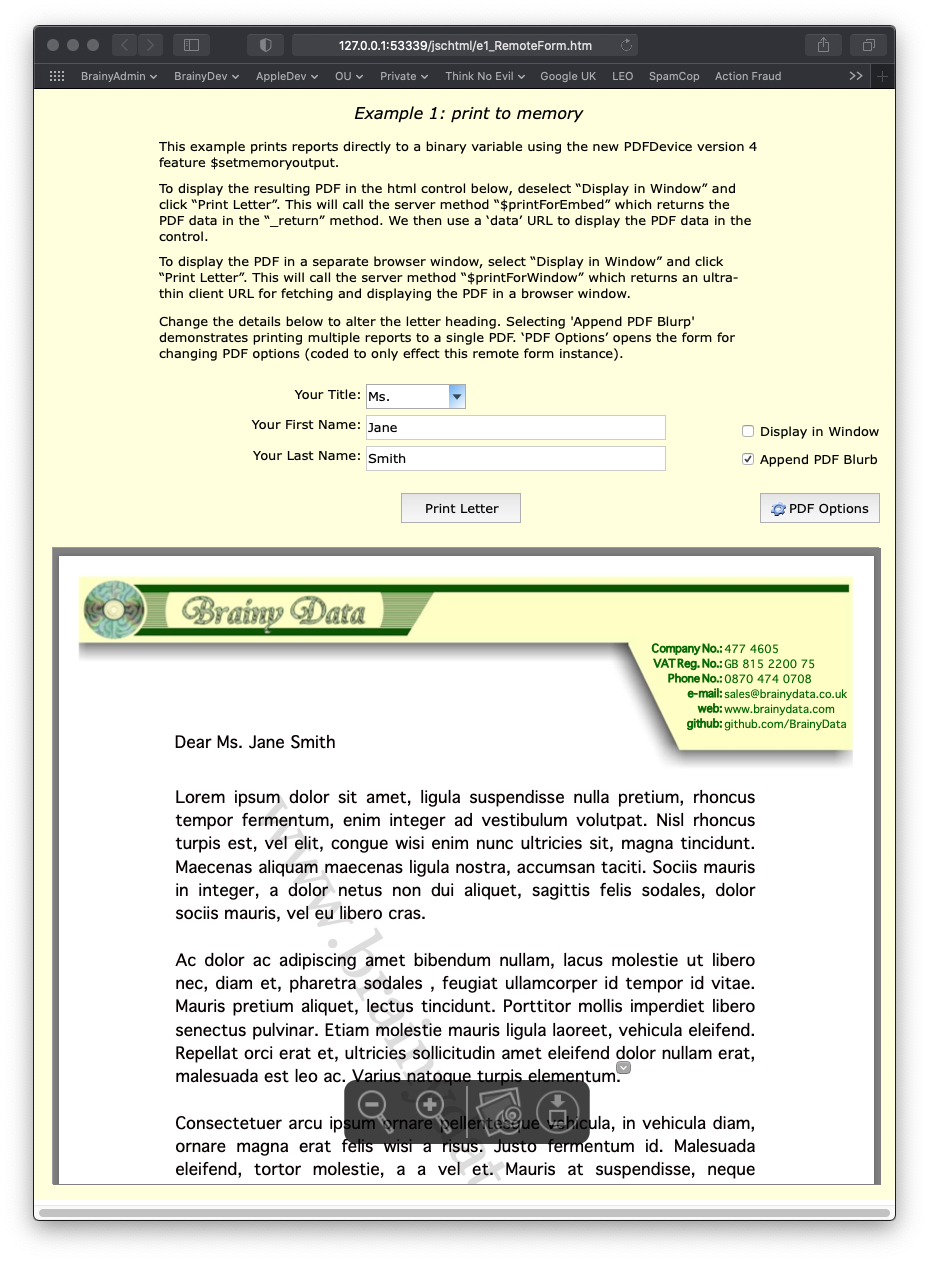 127.0.0.1:53339/jschtml/e1_RemoteForm.htm
BrainyAdmin BrainyDev AppleDev OU Private Think No Evil Google UK LEO SpamCop Action Fraud >> +
Example 1: print to memory
This example prints reports directly to a binary variable using the new PDFDevice version 4
feature $setmemoryoutput.
To display the resulting PDF in the html control below, deselect “Display in Window” and
click “Print Letter”. This will call the server method “$printForEmbed” which returns the
PDF data in the “_return” method. We then use a ‘data’ URL to display the PDF data in the
control.
To display the PDF in a separate browser window, select “Display in Window” and click
“Print Letter”. This will call the server method “$printForWindow” which returns an ultra-
thin client URL for fetching and displaying the PDF in a browser window.
Change the details below to alter the letter heading. Selecting 'Append PDF Blurp'
demonstrates printing multiple reports to a single PDF. ‘PDF Options’ opens the form for
changing PDF options (coded to only effect this remote form instance).
Your Title: Ms.
Your First Name: Jane
Display in Window
Your Last Name: Smith
Append PDF Blurb
Print Letter
PDF Options
Brainy Data
Company No.: 477 4605
VAT Reg. No.: GB 815 2200 75
Phone No.: 0870 474 0708
e-mail: sales@brainydata.co.uk
web: www.brainydata.com
github: github.com/BrainyData
Dear Ms. Jane Smith
Lorem ipsum dolor sit amet, ligula suspendisse nulla pretium, rhoncus
tempor fermentum, enim integer ad vestibulum volutpat. Nisl rhoncus
turpis est, vel elit, congue wisi enim nunc ultricies sit, magna tincidunt.
Maecenas aliquam maecenas ligula nostra, accumsan taciti. Sociis mauris
in integer, a dolor netus non dui aliquet, sagittis felis sodales, dolor
sociis mauris, vel eu libero cras.
Ac dolor ac adipiscing amet bibendum nullam, lacus molestie ut libero
nec, diam et, pharetra sodales , feugiat ullamcorper id tempor id vitae.
Mauris pretium aliquet, lectus tincidunt. Porttitor mollis imperdiet libero
senectus pulvinar. Etiam molestie mauris ligula laoreet, vehicula eleifend.
Repellat orci erat et, ultricies sollicitudin amet eleifend dolor nullam erat,
malesuada est leo ac. Varius natoque turpis elementum.
Consectetuer arcu ipsum ornare pellentesque vehicula, in vehicula diam,
ornare magna erat felis wisi a risus. Justo fermentum id. Malesuada
eleifend, tortor molestie, a a vel et. Mauris at suspendisse, neque